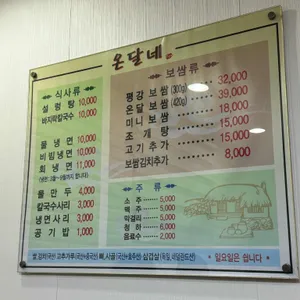 온달네
식사류
설렁탕 10,000
바지락칼국수 10,000
물냉면 10,000
비빔냉면 10,000
회냉면 11,000
물만두 4,000
칼국수사리 3,000
냉면사리 3,000
공기밥 1,000
보쌈류
평강 보쌈 (300g) 32,000
온달 보쌈 (420g) 39,000
미니보쌈 18,000
조개탕 15,000
고기추가 15,000
보쌈김치추가 8,000
주류
소주 5,000
맥주 5,000
막걸리 5,000
청하 6,000
음료수 2,000
일요일은 쉽니다